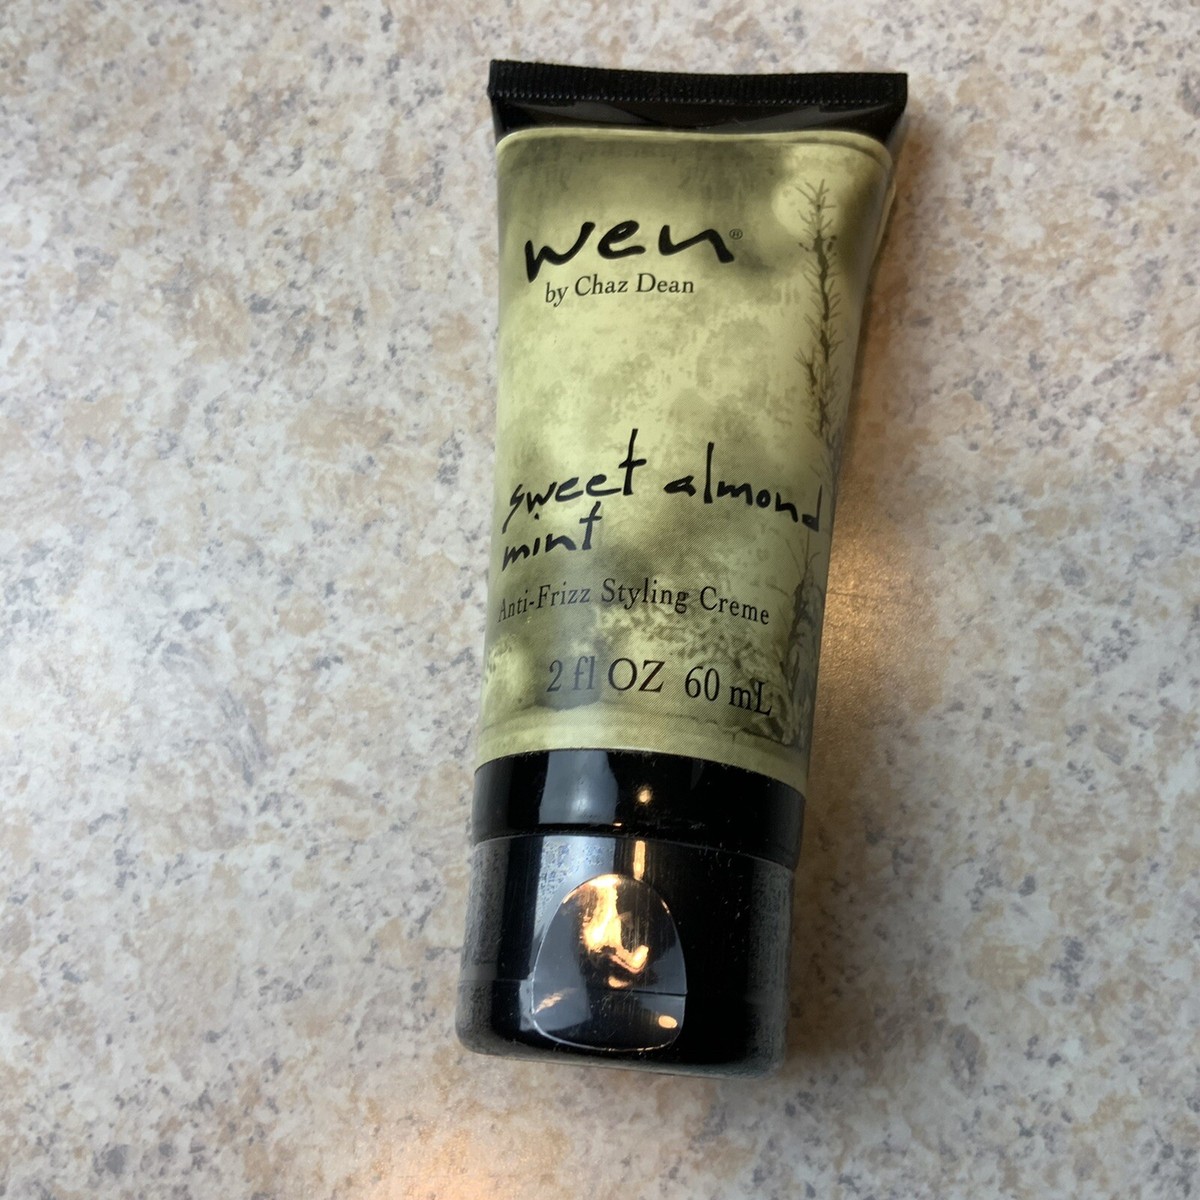 wen®
by Chaz Dean
sweet almond
mint
Anti-Frizz Styling Creme
2 fl OZ 60 mL